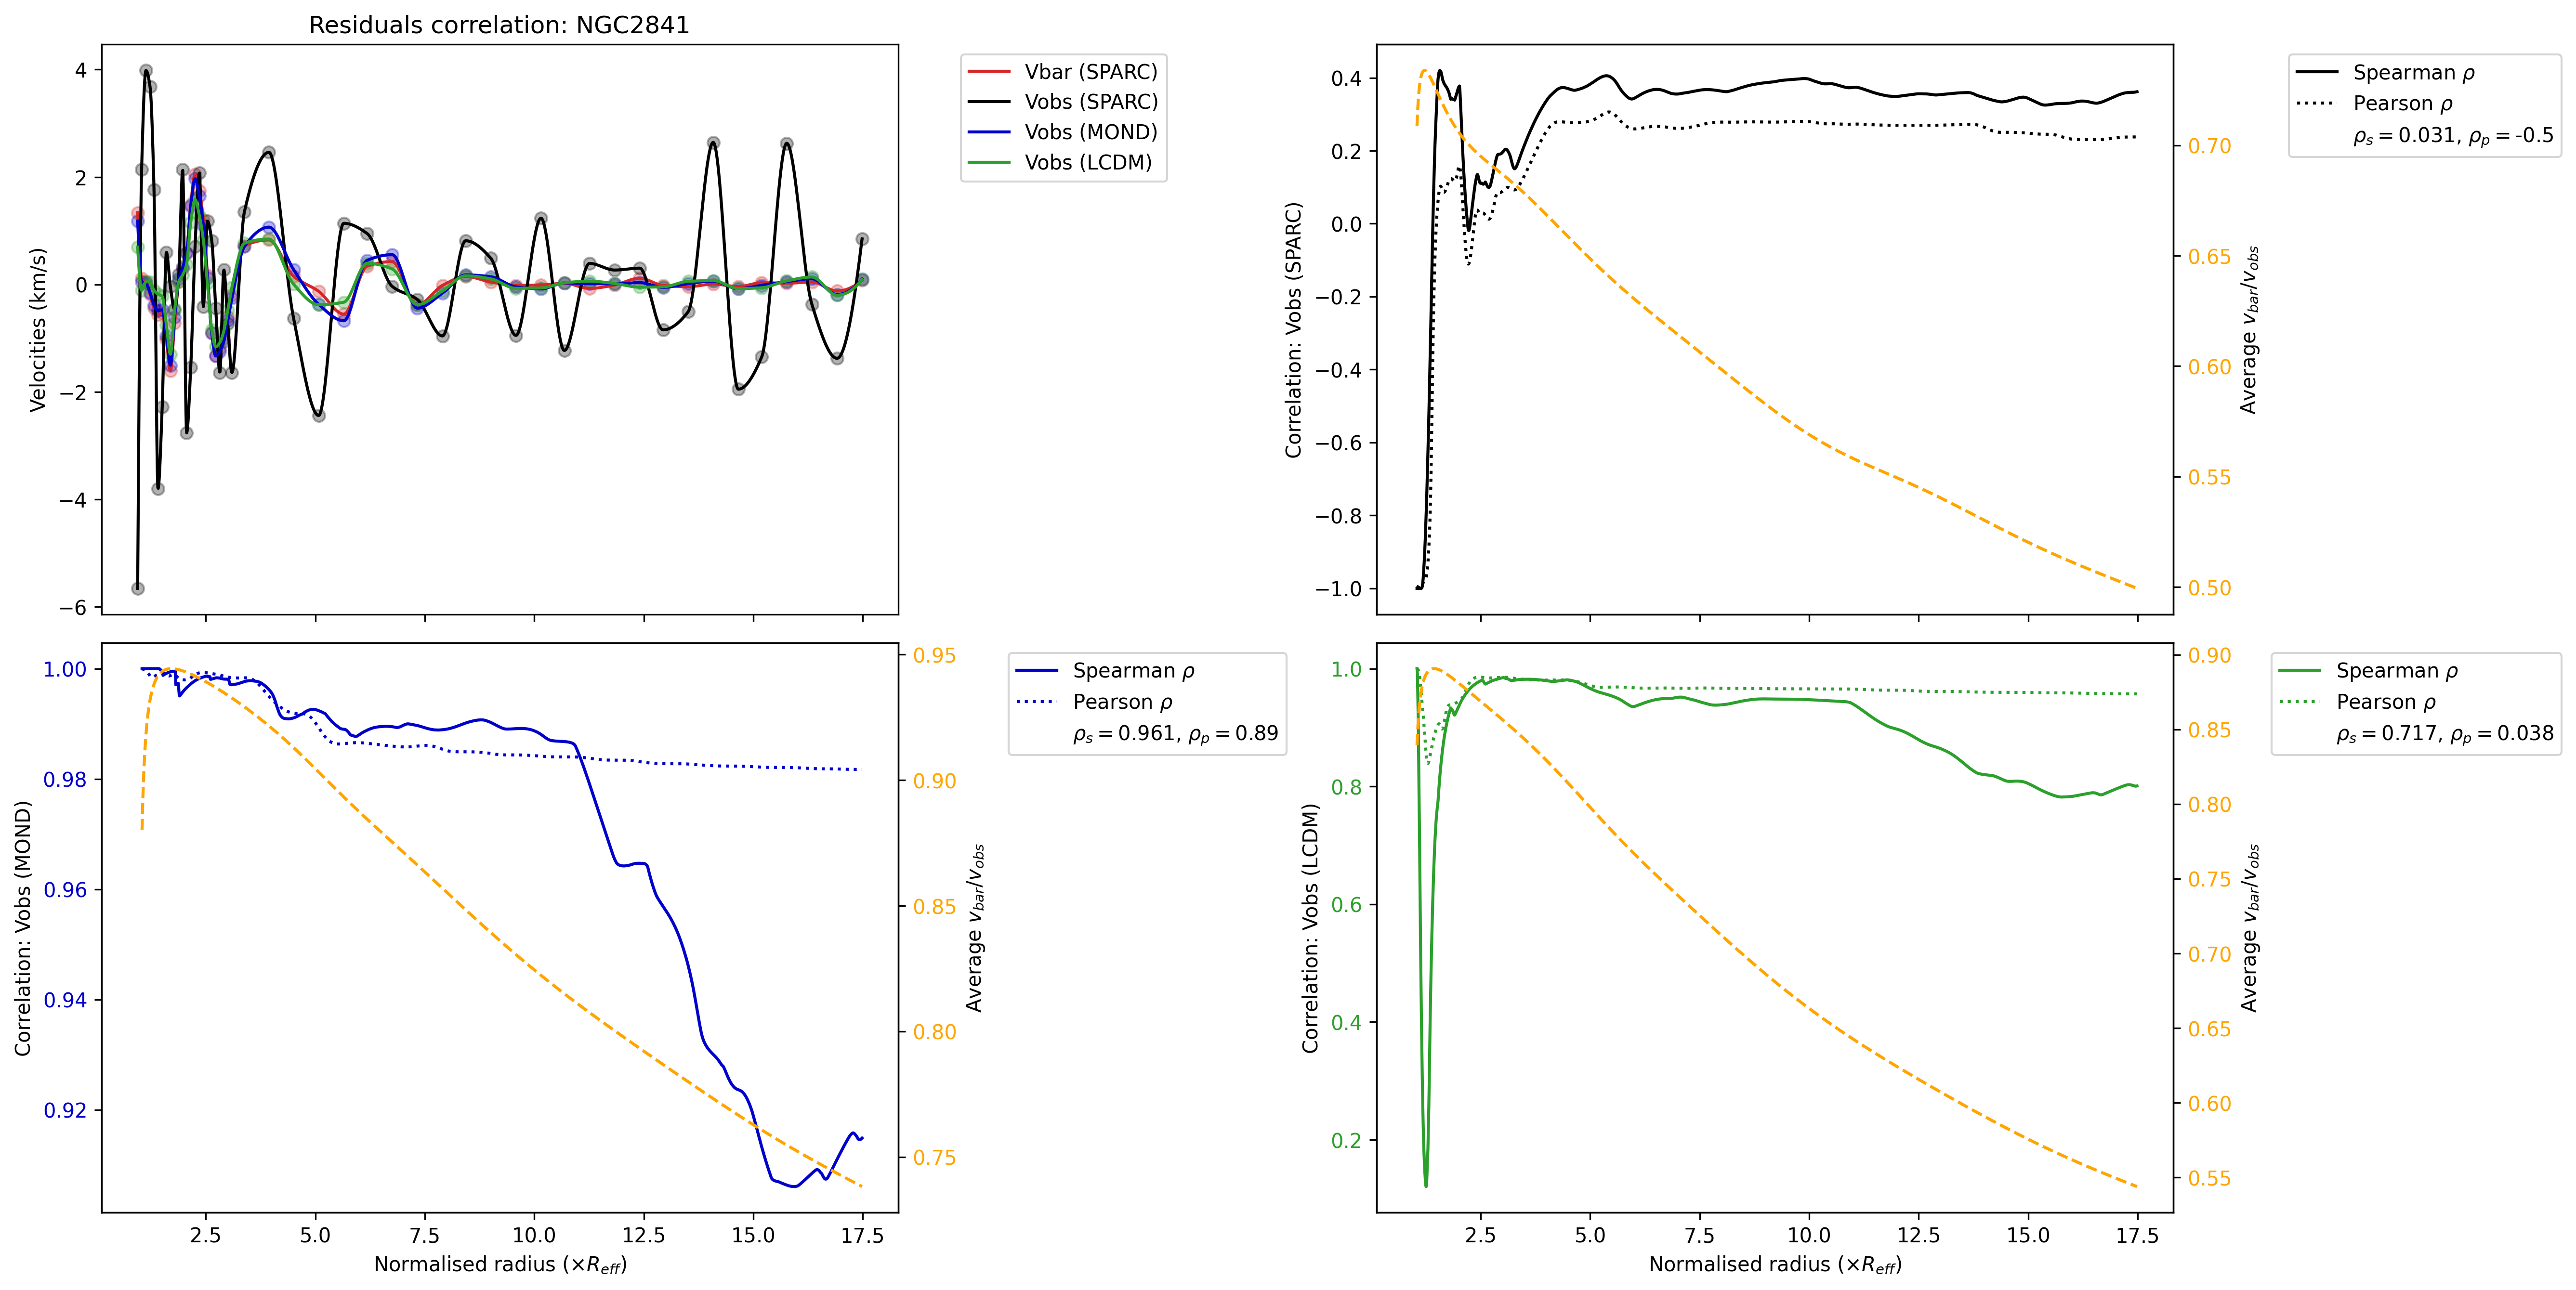 Residuals correlation: NGC2841
4
2
0
−2
−4
−6
Velocities (km/s)
Vbar (SPARC)
Vobs (SPARC)
Vobs (MOND)
Vobs (LCDM)
0.4
0.2
0.0
−0.2
−0.4
−0.6
−0.8
−1.0
Correlation: Vobs (SPARC)
0.70
0.65
0.60
0.55
0.50
Average v_bar/v_obs
Spearman ρ
Pearson ρ
ρ_s = 0.031, ρ_p = -0.5
1.00
0.98
0.96
0.94
0.92
Correlation: Vobs (MOND)
0.95
0.90
0.85
0.80
0.75
Average v_bar/v_obs
2.5 5.0 7.5 10.0 12.5 15.0 17.5
Normalised radius (×R_eff)
Spearman ρ
Pearson ρ
ρ_s = 0.961, ρ_p = 0.89
1.0
0.8
0.6
0.4
0.2
Correlation: Vobs (LCDM)
0.90
0.85
0.80
0.75
0.70
0.65
0.60
0.55
Average v_bar/v_obs
2.5 5.0 7.5 10.0 12.5 15.0 17.5
Normalised radius (×R_eff)
Spearman ρ
Pearson ρ
ρ_s = 0.717, ρ_p = 0.038